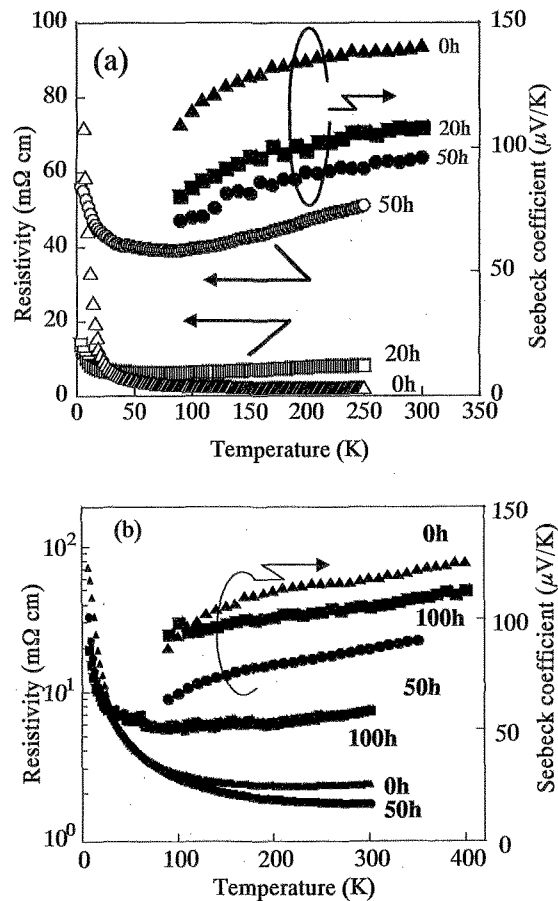 (a)
100
80
60
40
20
0
Resistivity (mΩ cm)
150
100
50
0
Seebeck coefficient (μV/K)
0h
20h
50h
50h
20h
0h
0 50 100 150 200 250 300 350
Temperature (K)
(b)
10²
10¹
10⁰
Resistivity (mΩ cm)
150
100
50
0
Seebeck coefficient (μV/K)
0h
100h
50h
100h
0h
50h
0 100 200 300 400
Temperature (K)